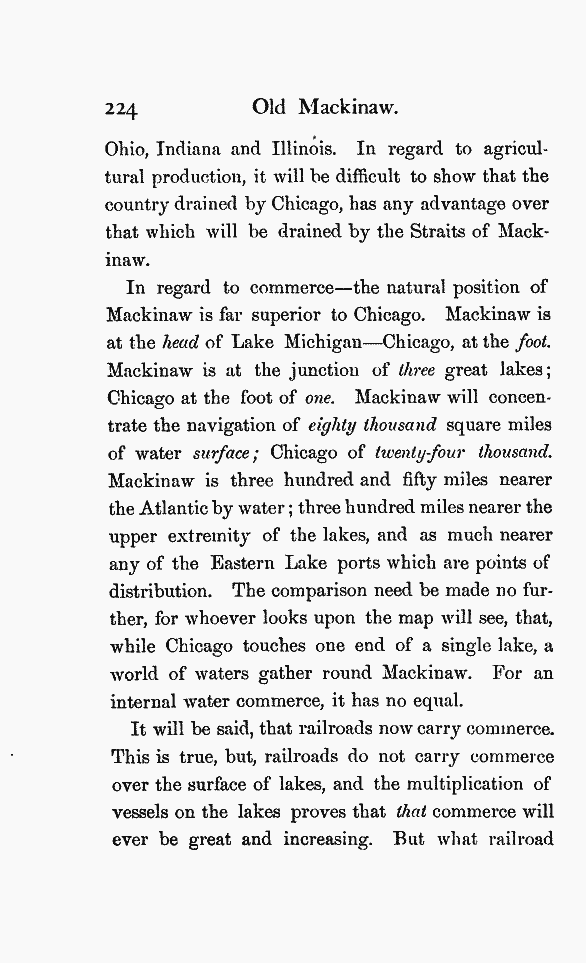 224 Old Mackinaw.
Ohio, Indiana and Illinois. In regard to agricul-
tural production, it will be difficult to show that the
country drained by Chicago, has any advantage over
that which will be drained by the Straits of Mack-
inaw.
In regard to commerce—the natural position of
Mackinaw is far superior to Chicago. Mackinaw is
at the head of Lake Michigan—Chicago, at the foot.
Mackinaw is at the junction of three great lakes;
Chicago at the foot of one. Mackinaw will concen-
trate the navigation of eighty thousand square miles
of water surface; Chicago of twenty-four thousand.
Mackinaw is three hundred and fifty miles nearer
the Atlantic by water; three hundred miles nearer the
upper extremity of the lakes, and as much nearer
any of the Eastern Lake ports which are points of
distribution. The comparison need be made no fur-
ther, for whoever looks upon the map will see, that,
while Chicago touches one end of a single lake, a
world of waters gather round Mackinaw. For an
internal water commerce, it has no equal.
It will be said, that railroads now carry commerce.
This is true, but, railroads do not carry commerce
over the surface of lakes, and the multiplication of
vessels on the lakes proves that that commerce will
ever be great and increasing. But what railroad